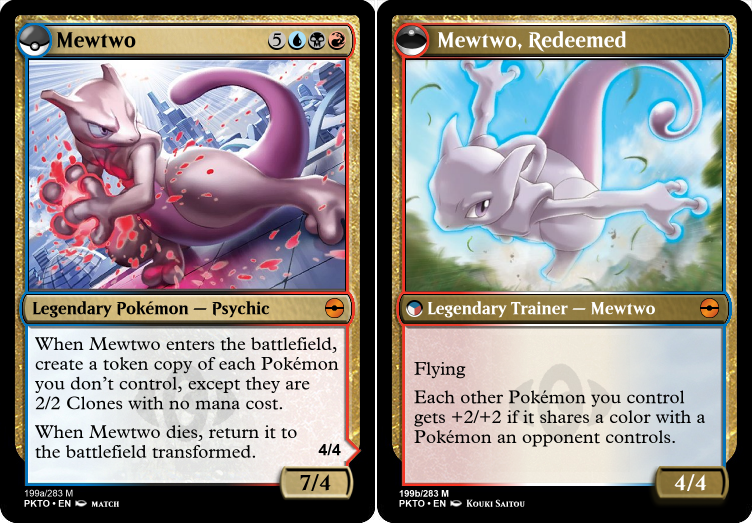 Mewtwo
5
Legendary Pokémon — Psychic
When Mewtwo enters the battlefield,
create a token copy of each Pokémon
you don't control, except they are
2/2 Clones with no mana cost.
When Mewtwo dies, return it to
the battlefield transformed.
4/4
7/4
199a/283 M
PKTO • EN MATCH
Mewtwo, Redeemed
Legendary Trainer — Mewtwo
Flying
Each other Pokémon you control
gets +2/+2 if it shares a color with a
Pokémon an opponent controls.
4/4
199b/283 M
PKTO • EN Kouki Saitou